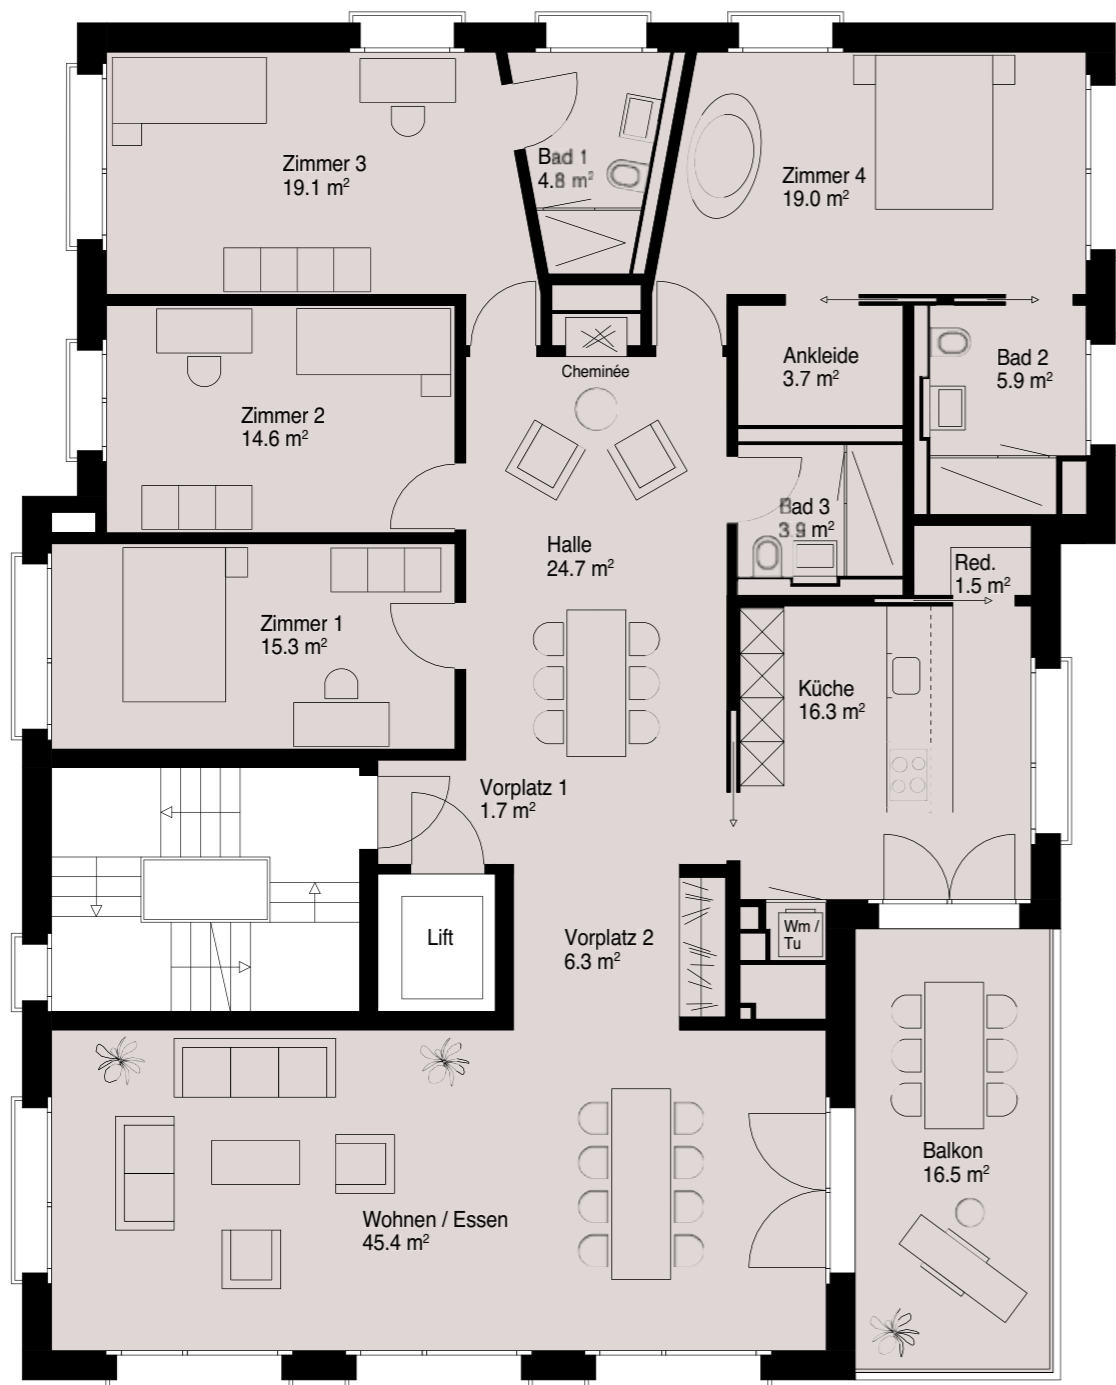 Zimmer 3
19.1 m²
Bad 1
4.8 m²
Zimmer 4
19.0 m²
Cheminée
Ankleide
3.7 m²
Bad 2
5.9 m²
Zimmer 2
14.6 m²
Bad 3
3.9 m²
Halle
24.7 m²
Red.
1.5 m²
Zimmer 1
15.3 m²
Küche
16.3 m²
Vorplatz 1
1.7 m²
Lift
Vorplatz 2
6.3 m²
Wm /
Tu
Balkon
16.5 m²
Wohnen / Essen
45.4 m²